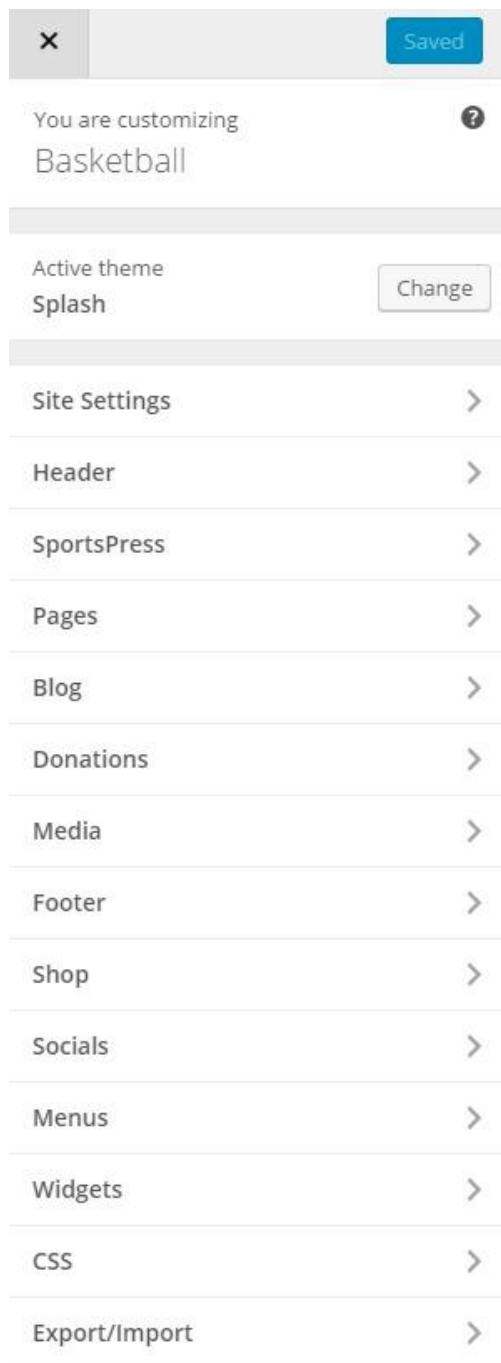 Saved
You are customizing
Basketball
Active theme
Splash
Change
Site Settings
Header
SportsPress
Pages
Blog
Donations
Media
Footer
Shop
Socials
Menus
Widgets
CSS
Export/Import